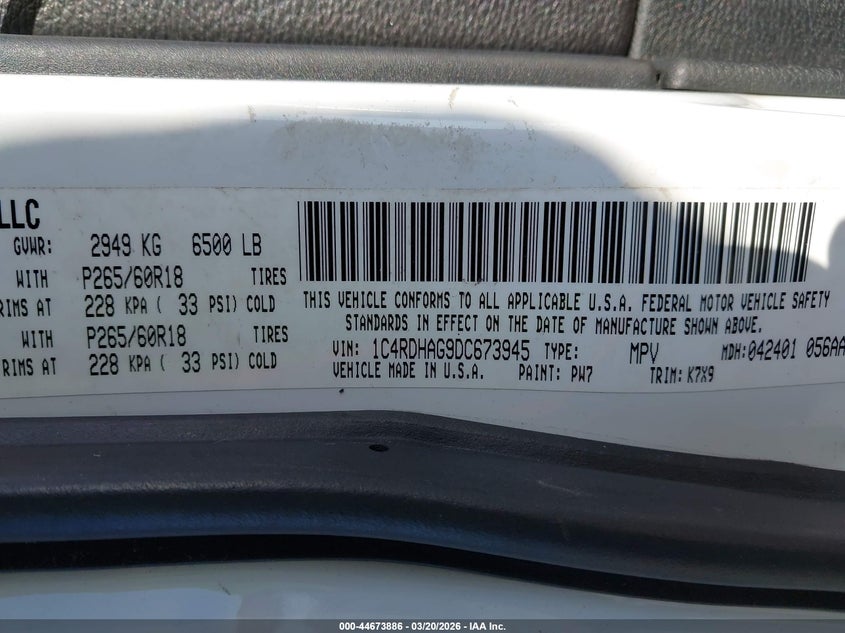 LLC
GVWR: 2949 KG 6500 LB
WITH P265/60R18 TIRES
RIMS AT 228 KPA ( 33 PSI) COLD
WITH P265/60R18 TIRES
RIMS AT 228 KPA ( 33 PSI) COLD
THIS VEHICLE CONFORMS TO ALL APPLICABLE U.S.A. FEDERAL MOTOR VEHICLE SAFETY
STANDARDS IN EFFECT ON THE DATE OF MANUFACTURE SHOWN ABOVE.
VIN: 1C4RDHAG9DC673945 TYPE: MPV MDH:042401 056AA
VEHICLE MADE IN U.S.A. PAINT: PW7 TRIM: K7X9
000-44673886 | 03/20/2026 | IAA Inc.